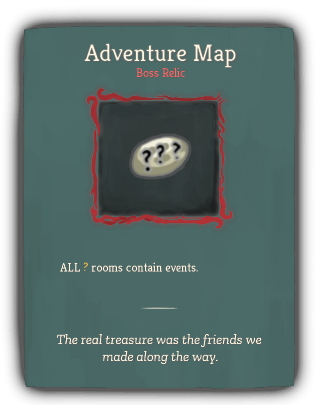 Adventure Map
Boss Relic
? ? ?
ALL ? rooms contain events.
The real treasure was the friends we
made along the way.